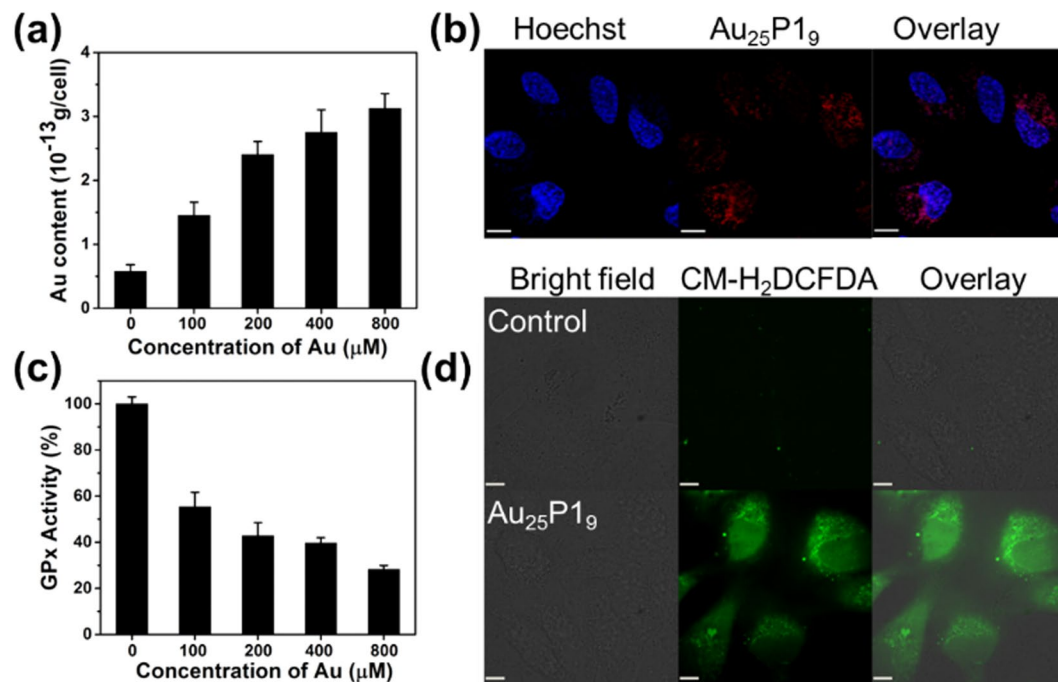 (a)
Au content (10⁻¹³g/cell)
4
3
2
1
0
0 100 200 400 800
Concentration of Au (μM)
(b)
Hoechst Au₂₅P1₉ Overlay
(c)
GPx Activity (%)
100
80
60
40
20
0
0 100 200 400 800
Concentration of Au (μM)
(d)
Bright field CM-H₂DCFDA Overlay
Control
Au₂₅P1₉